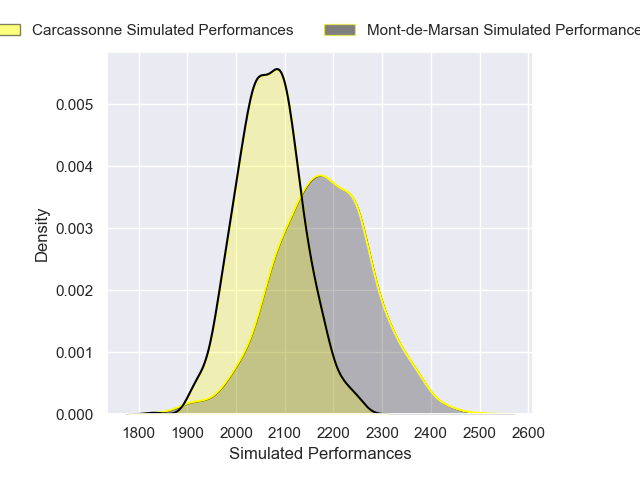 Carcassonne Simulated Performances
Mont-de-Marsan Simulated Performance
0.005
0.004
0.003
0.002
0.001
0.000
Density
1800 1900 2000 2100 2200 2300 2400 2500 2600
Simulated Performances